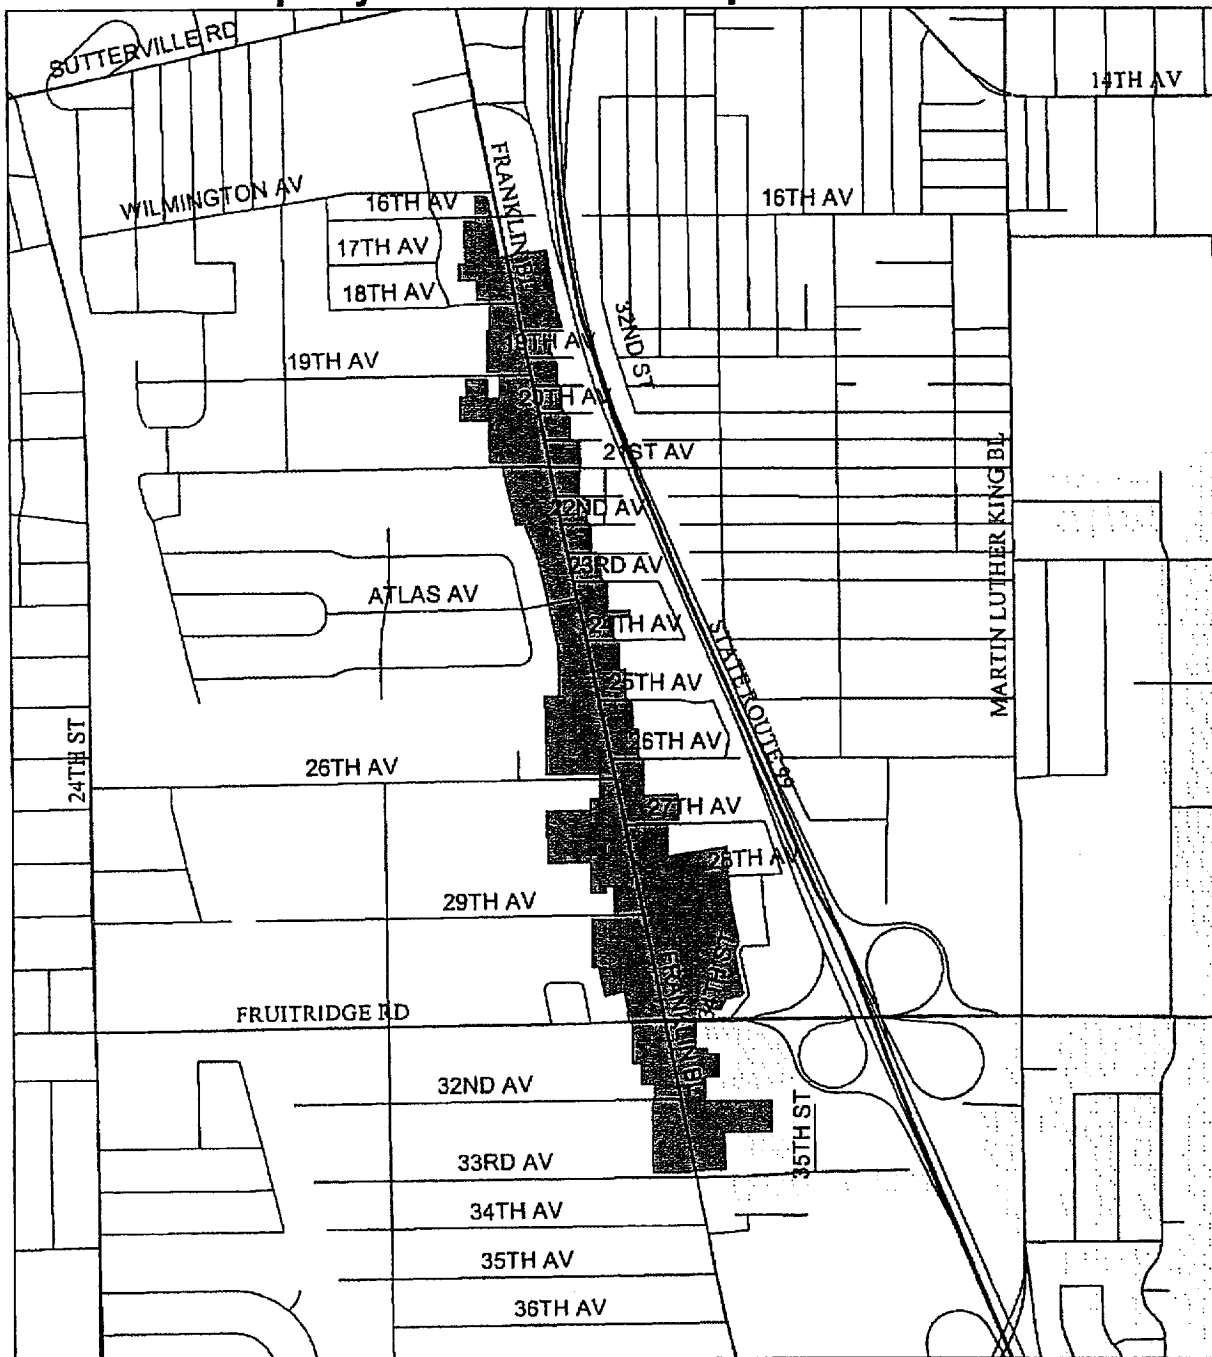 SUTTERVILLE RD
14TH AV
WILMINGTON AV
16TH AV
16TH AV
FRANKLIN BL
17TH AV
18TH AV
32ND ST
19TH AV
19TH AV
20TH AV
21ST AV
MARTIN LUTHER KING BL
22ND AV
23RD AV
ATLAS AV
24TH AV
STATE ROUTE 99
25TH AV
24TH ST
26TH AV
26TH AV
27TH AV
28TH AV
29TH AV
FRANKLIN BL
FRUITRIDGE RD
32ND AV
35TH ST
33RD AV
34TH AV
35TH AV
36TH AV